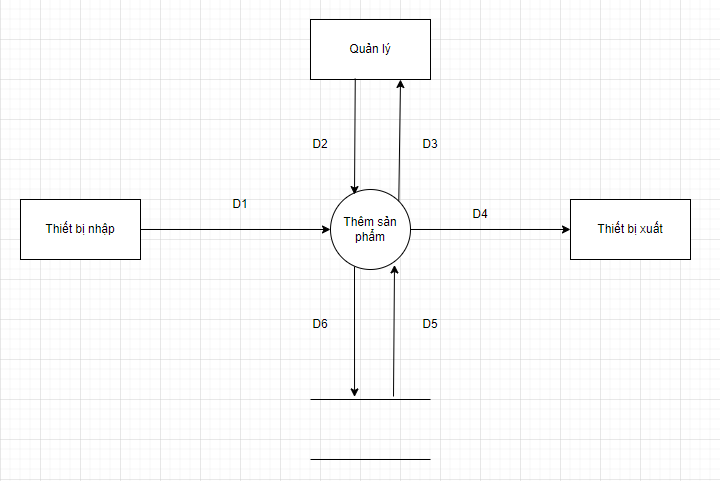 Quản lý
D2
D3
D1
Thiết bị nhập
Thêm sản
phẩm
D4
Thiết bị xuất
D6
D5